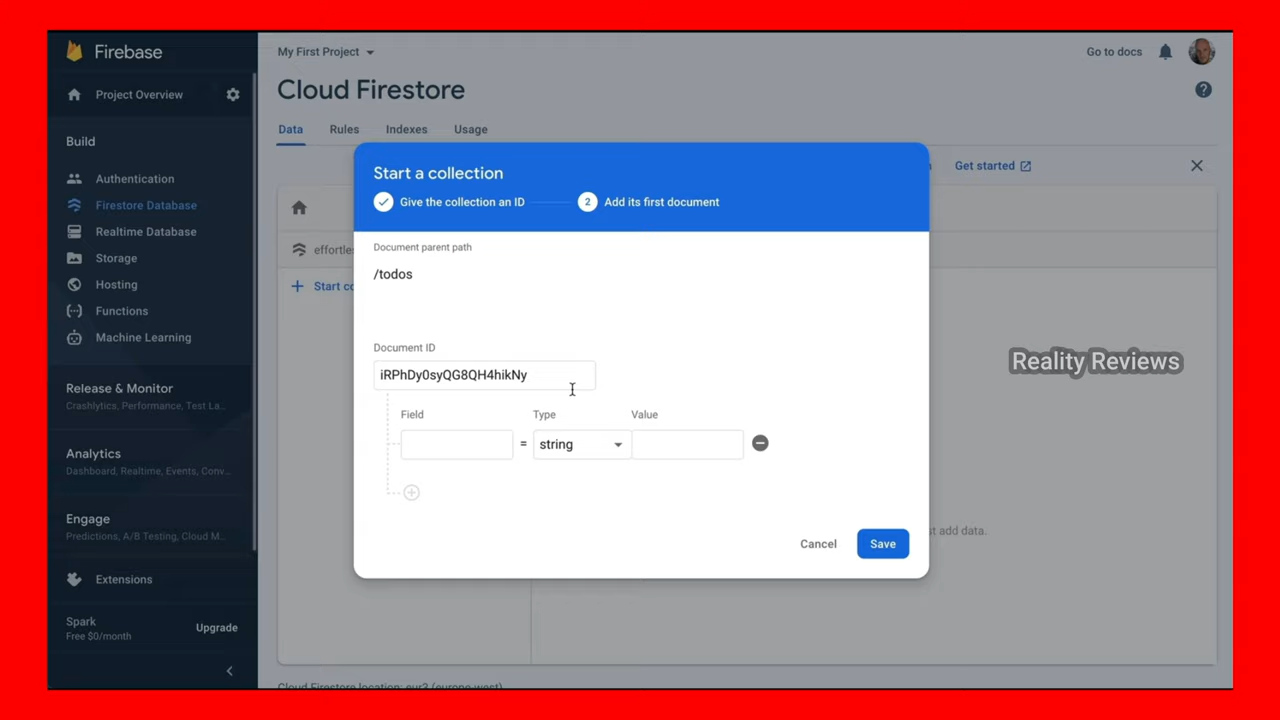 Firebase
My First Project
Go to docs
Project Overview
Cloud Firestore
Data Rules Indexes Usage
Build
Authentication
Firestore Database
Realtime Database
Storage
Hosting
Functions
Machine Learning
Get started
Start a collection
Give the collection an ID
2 Add its first document
Document parent path
/todos
Document ID
iRPhDy0syQG8QH4hikNy
Field Type Value
= string
Cancel Save
Reality Reviews
Release & Monitor
Crashlytics, Performance, Test La...
Analytics
Dashboard, Realtime, Events, Conv...
Engage
Predictions, A/B Testing, Cloud M...
Extensions
Spark
Free $0/month
Upgrade
add data.